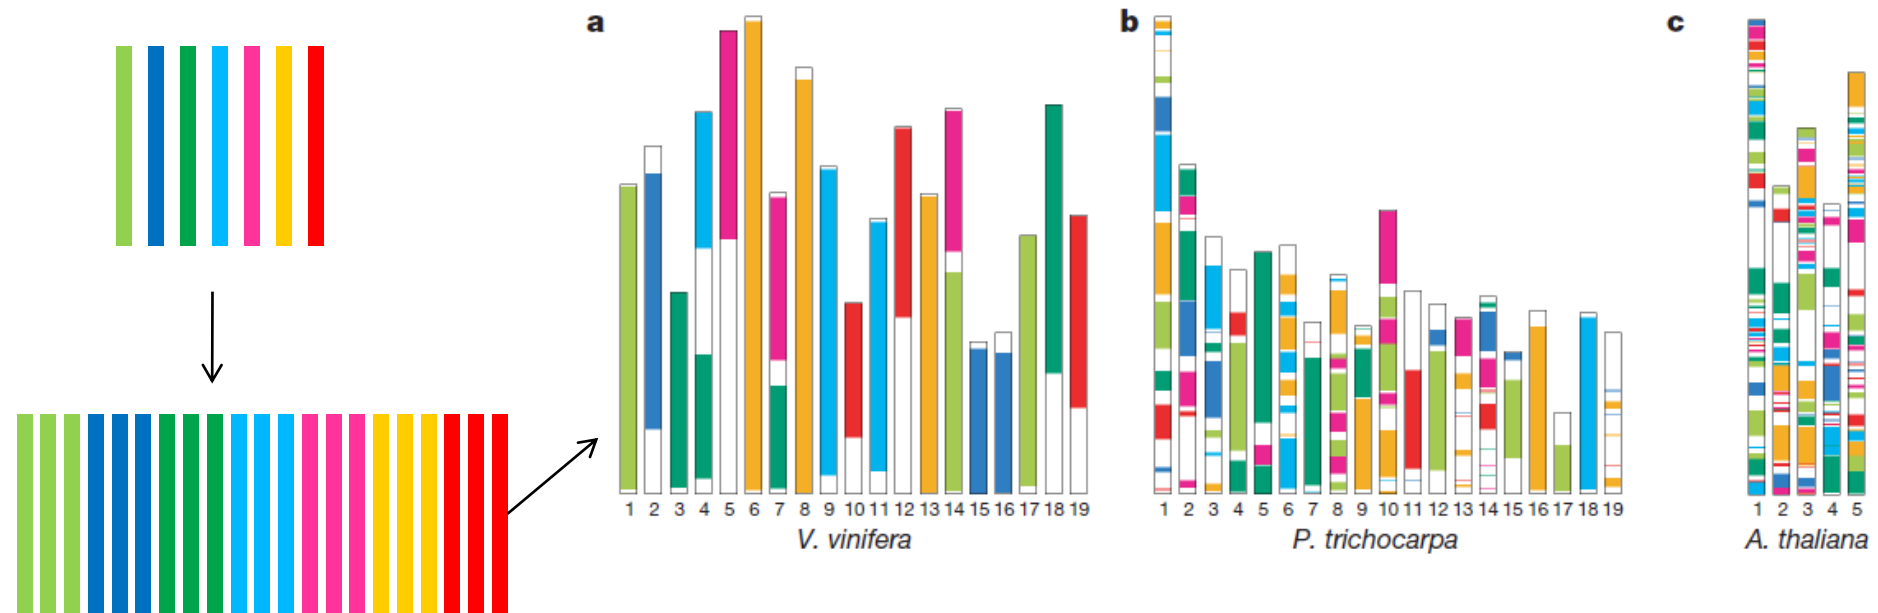 a
1 2 3 4 5 6 7 8 9 10 11 12 13 14 15 16 17 18 19
V. vinifera
b
1 2 3 4 5 6 7 8 9 10 11 12 13 14 15 16 17 18 19
P. trichocarpa
c
1 2 3 4 5
A. thaliana